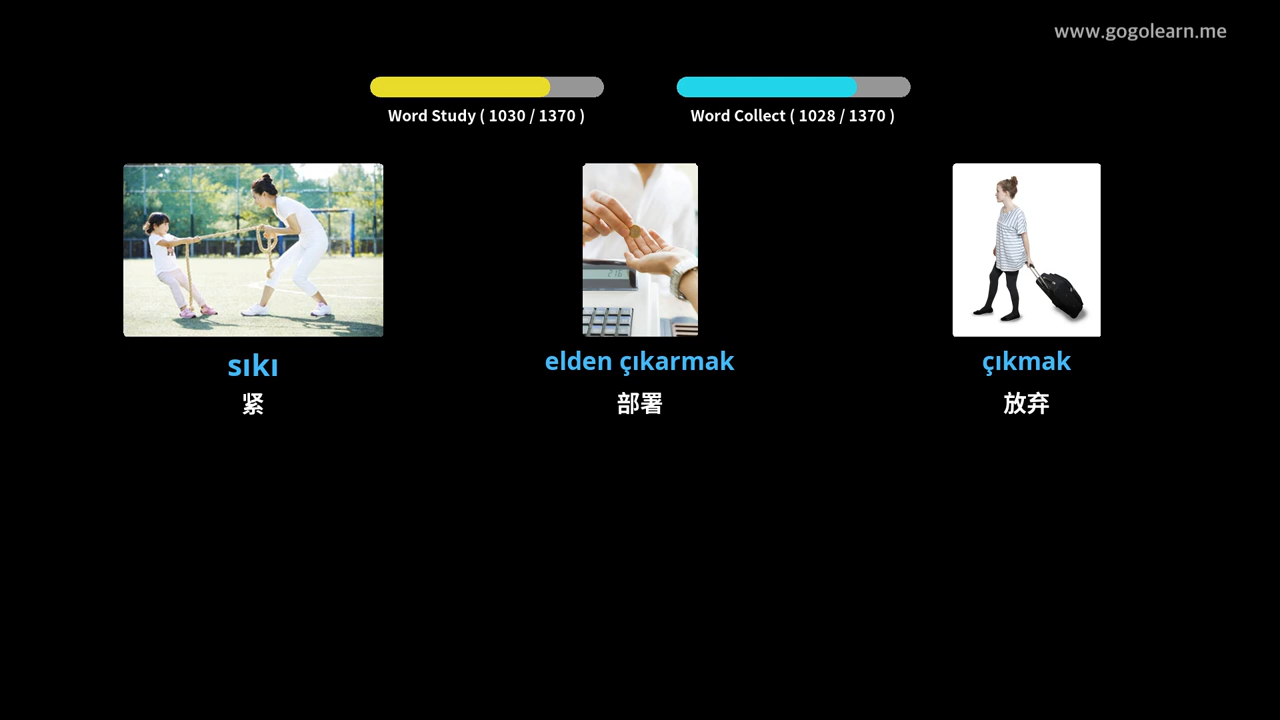 www.gogolearn.me
Word Study ( 1030 / 1370 )
Word Collect ( 1028 / 1370 )
sıkı
紧
elden çıkarmak
部署
çıkmak
放弃